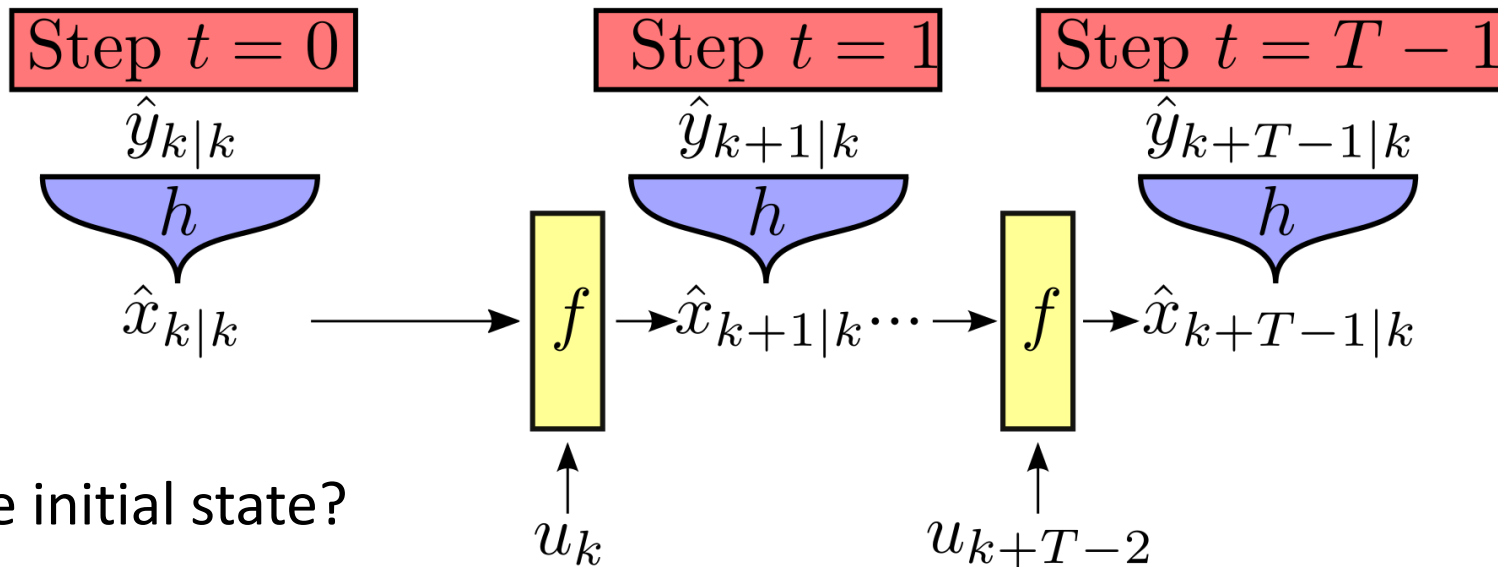 Step t = 0 Step t = 1 Step t = T − 1
ŷ_{k|k} ŷ_{k+1|k} ŷ_{k+T−1|k}
h h h
x̂_{k|k} f x̂_{k+1|k} ··· f x̂_{k+T−1|k}
e initial state?
u_k u_{k+T−2}